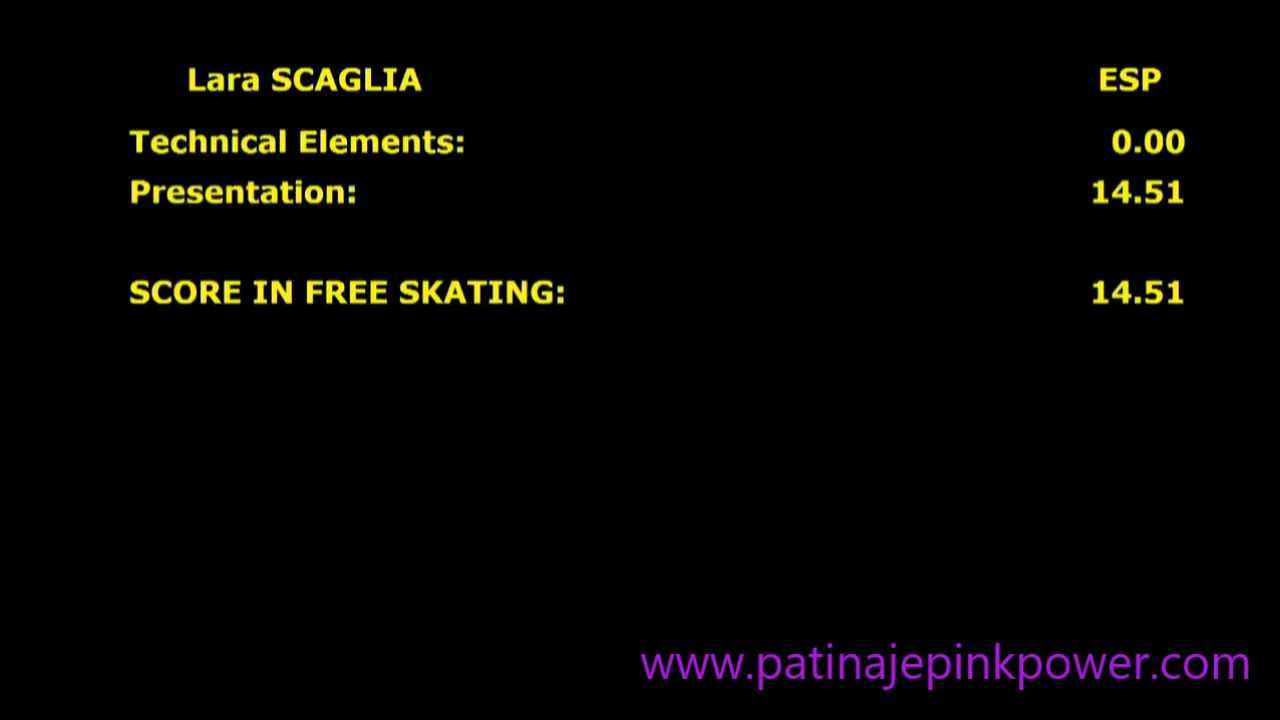 Lara SCAGLIA ESP
Technical Elements: 0.00
Presentation: 14.51
SCORE IN FREE SKATING: 14.51
www.patinajepinkpower.com